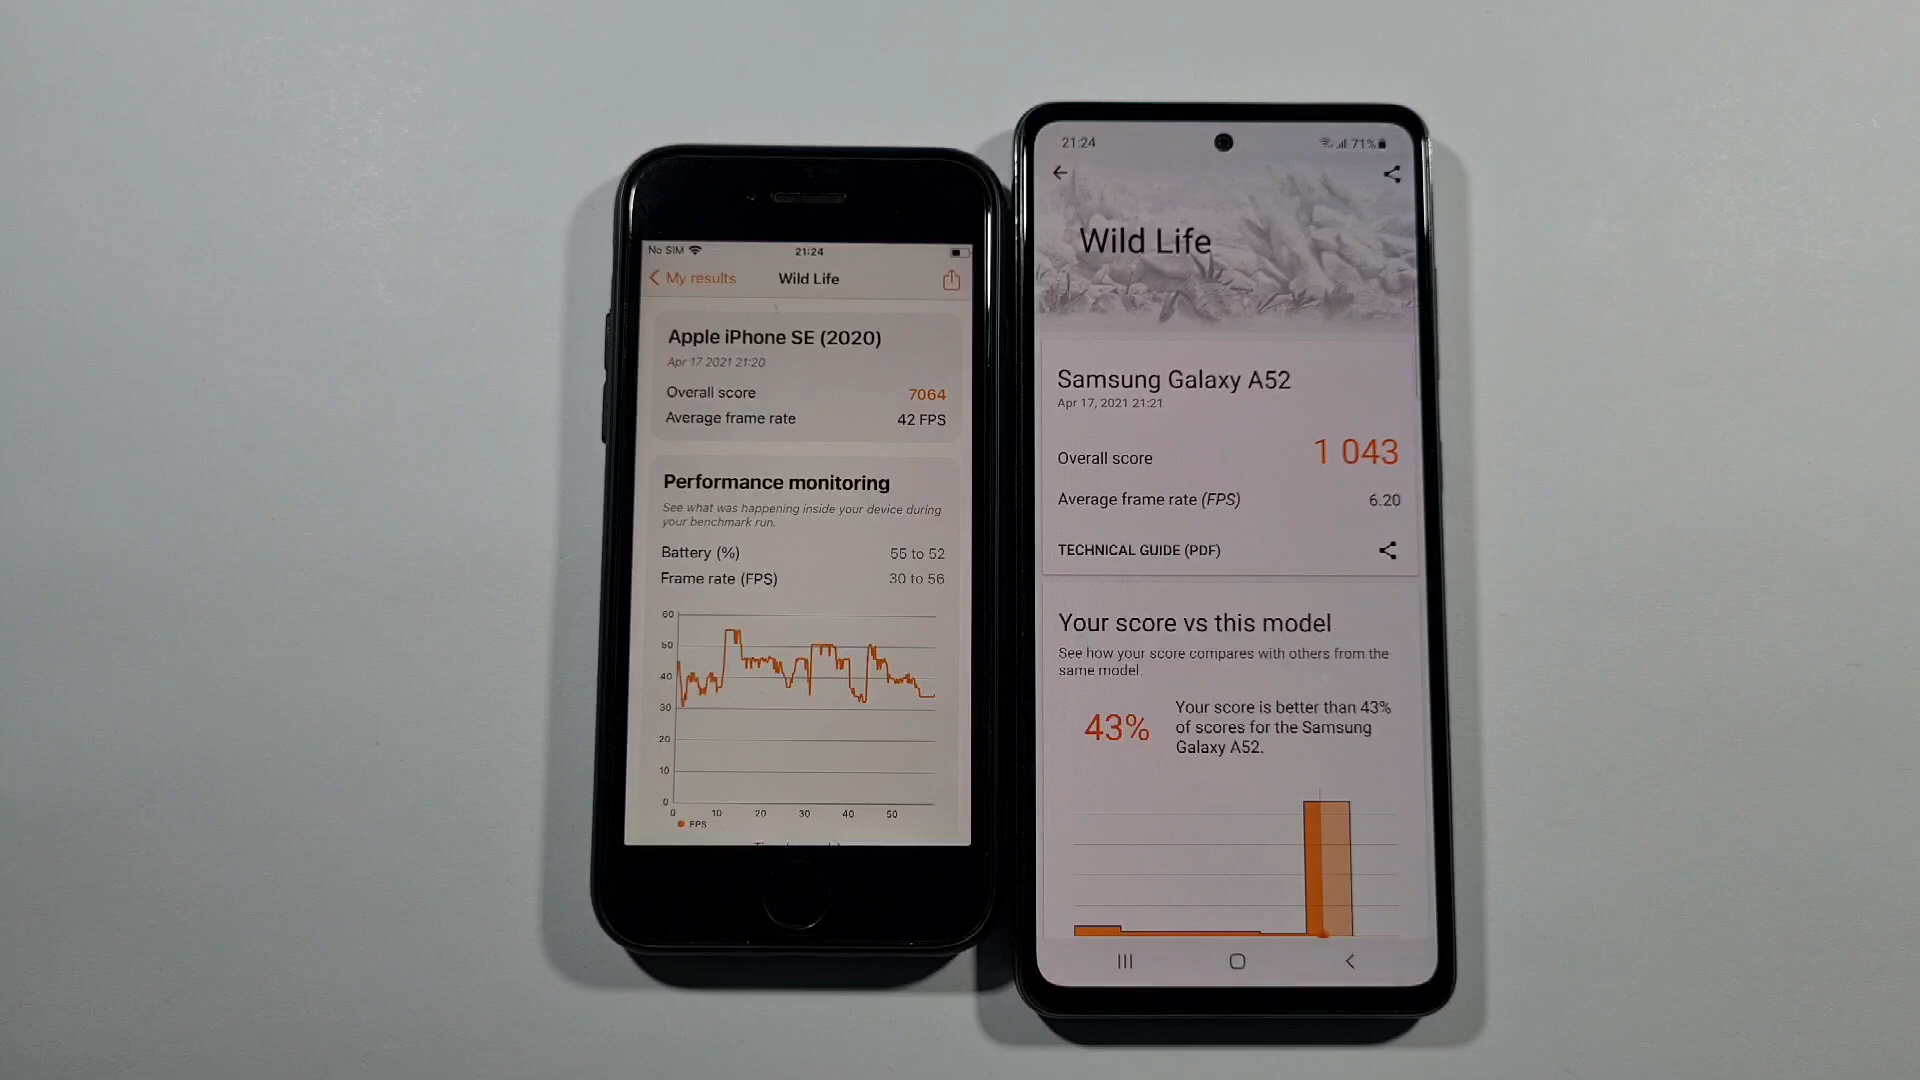 No SIM
21:24
My results
Wild Life
Apple iPhone SE (2020)
Apr 17 2021 21:20
Overall score
7064
Average frame rate
42 FPS
Performance monitoring
See what was happening inside your device during
your benchmark run.
Battery (%)
55 to 52
Frame rate (FPS)
30 to 56
60
50
40
30
20
10
0
0
10
20
30
40
50
FPS
21:24
71%
Wild Life
Samsung Galaxy A52
Apr 17, 2021 21:21
Overall score
1 043
Average frame rate (FPS)
6.20
TECHNICAL GUIDE (PDF)
Your score vs this model
See how your score compares with others from the
same model.
43%
Your score is better than 43%
of scores for the Samsung
Galaxy A52.